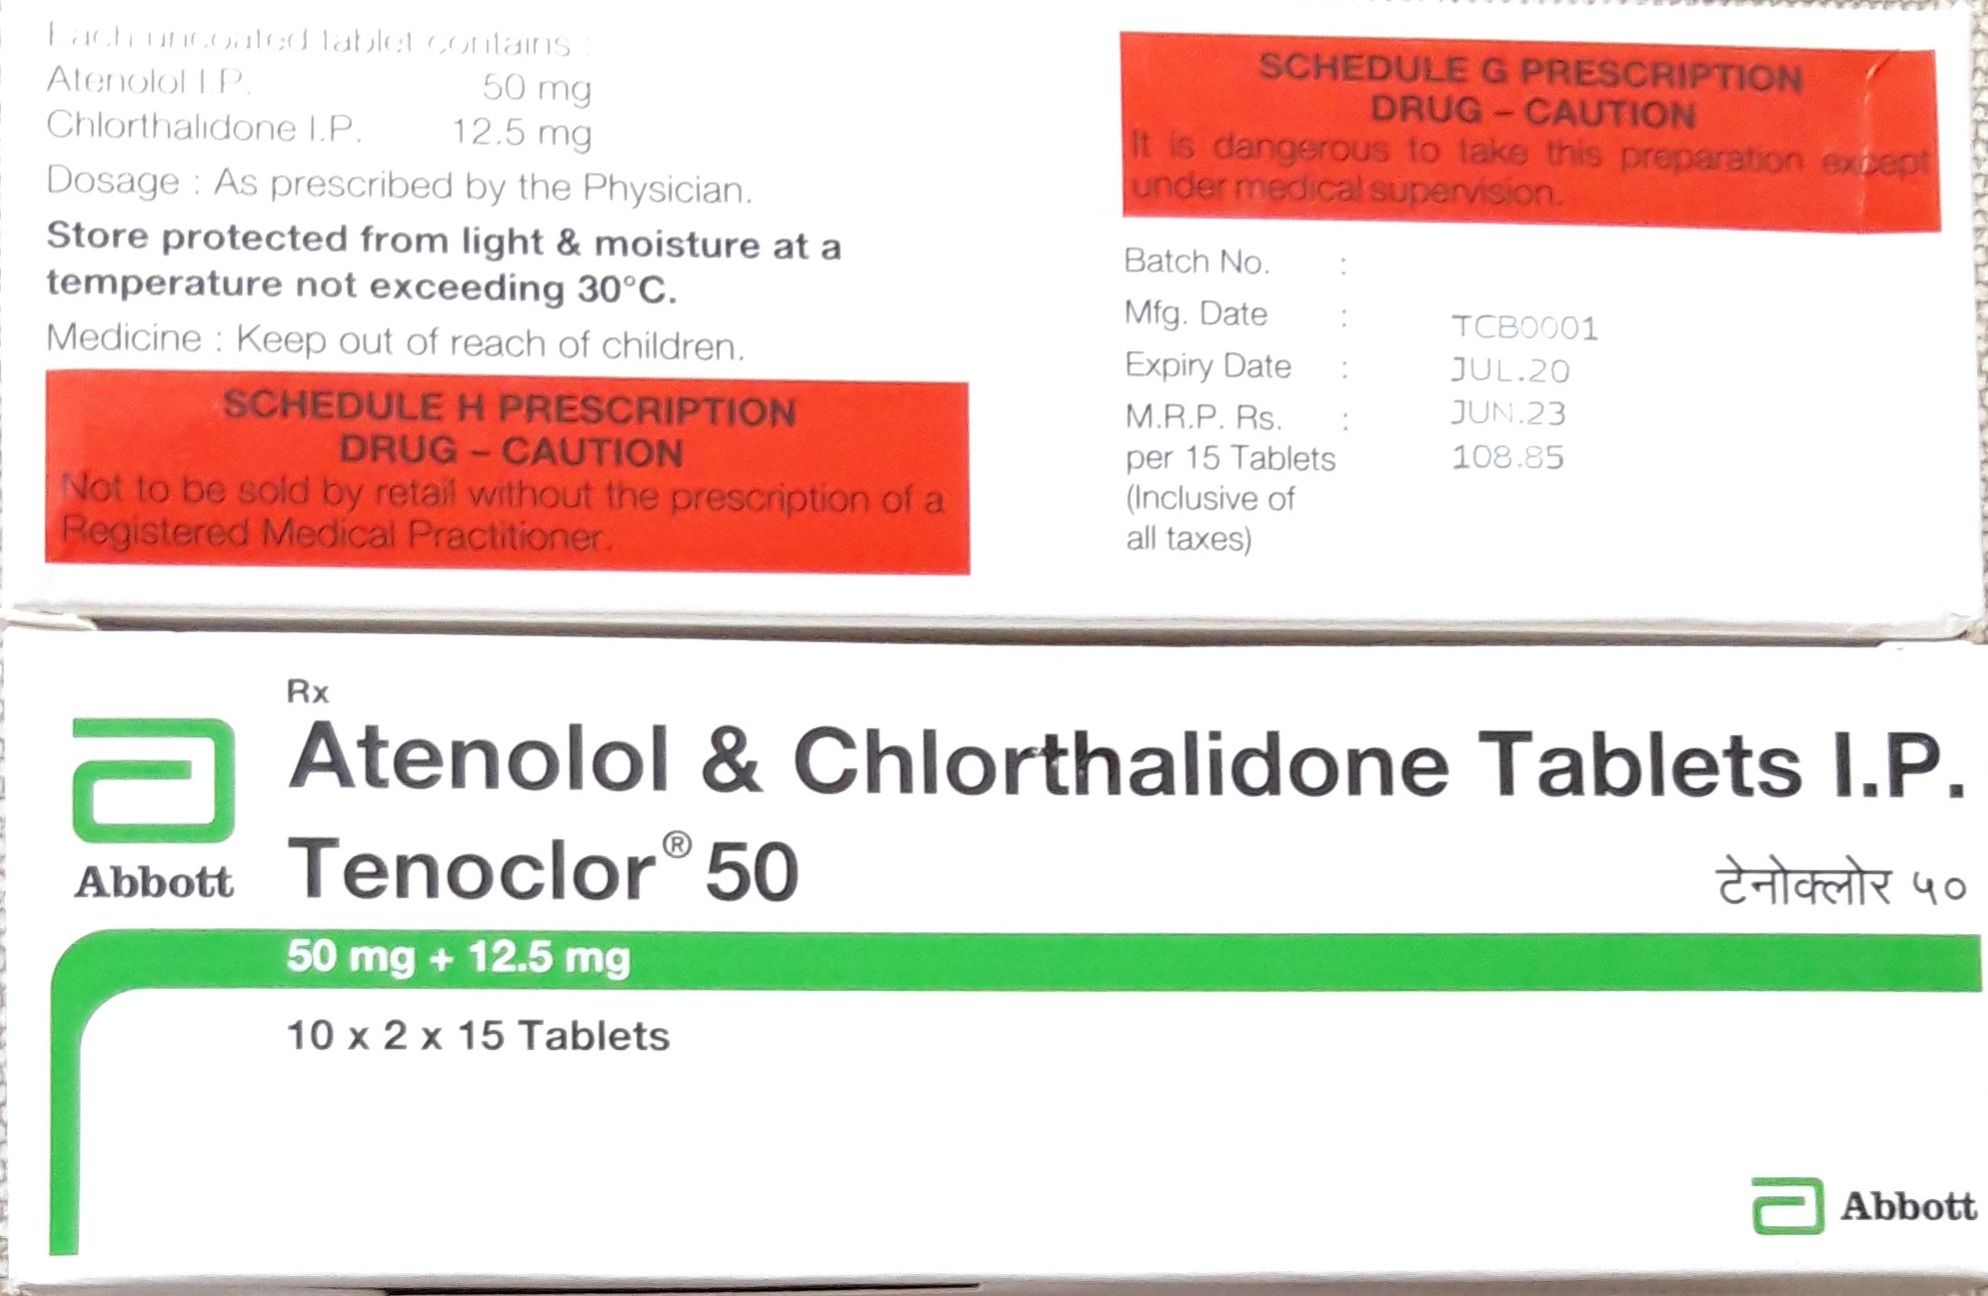 Each uncoated tablet contains :
Atenolol I.P. 50 mg
Chlorthalidone I.P. 12.5 mg
Dosage : As prescribed by the Physician.
Store protected from light & moisture at a
temperature not exceeding 30°C.
Medicine : Keep out of reach of children.
SCHEDULE H PRESCRIPTION
DRUG – CAUTION
Not to be sold by retail without the prescription of a
Registered Medical Practitioner.
SCHEDULE G PRESCRIPTION
DRUG – CAUTION
It is dangerous to take this preparation except
under medical supervision.
Batch No. :
Mfg. Date : TCB0001
Expiry Date : JUL.20
M.R.P. Rs. : JUN.23
per 15 Tablets 108.85
(Inclusive of
all taxes)
Rx
Atenolol & Chlorthalidone Tablets I.P.
Tenoclor® 50
टेनोक्लोर ५०
Abbott
50 mg + 12.5 mg
10 x 2 x 15 Tablets
Abbott